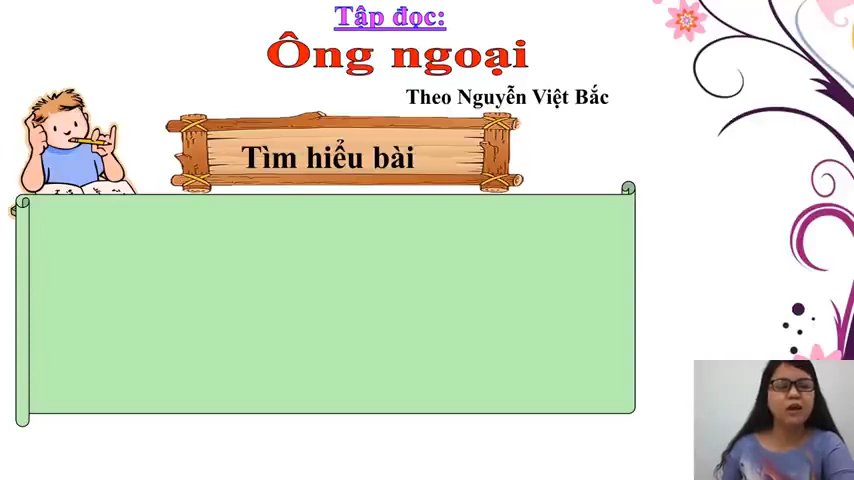 Tập đọc:
Ông ngoại
Theo Nguyễn Việt Bắc
Tìm hiểu bài